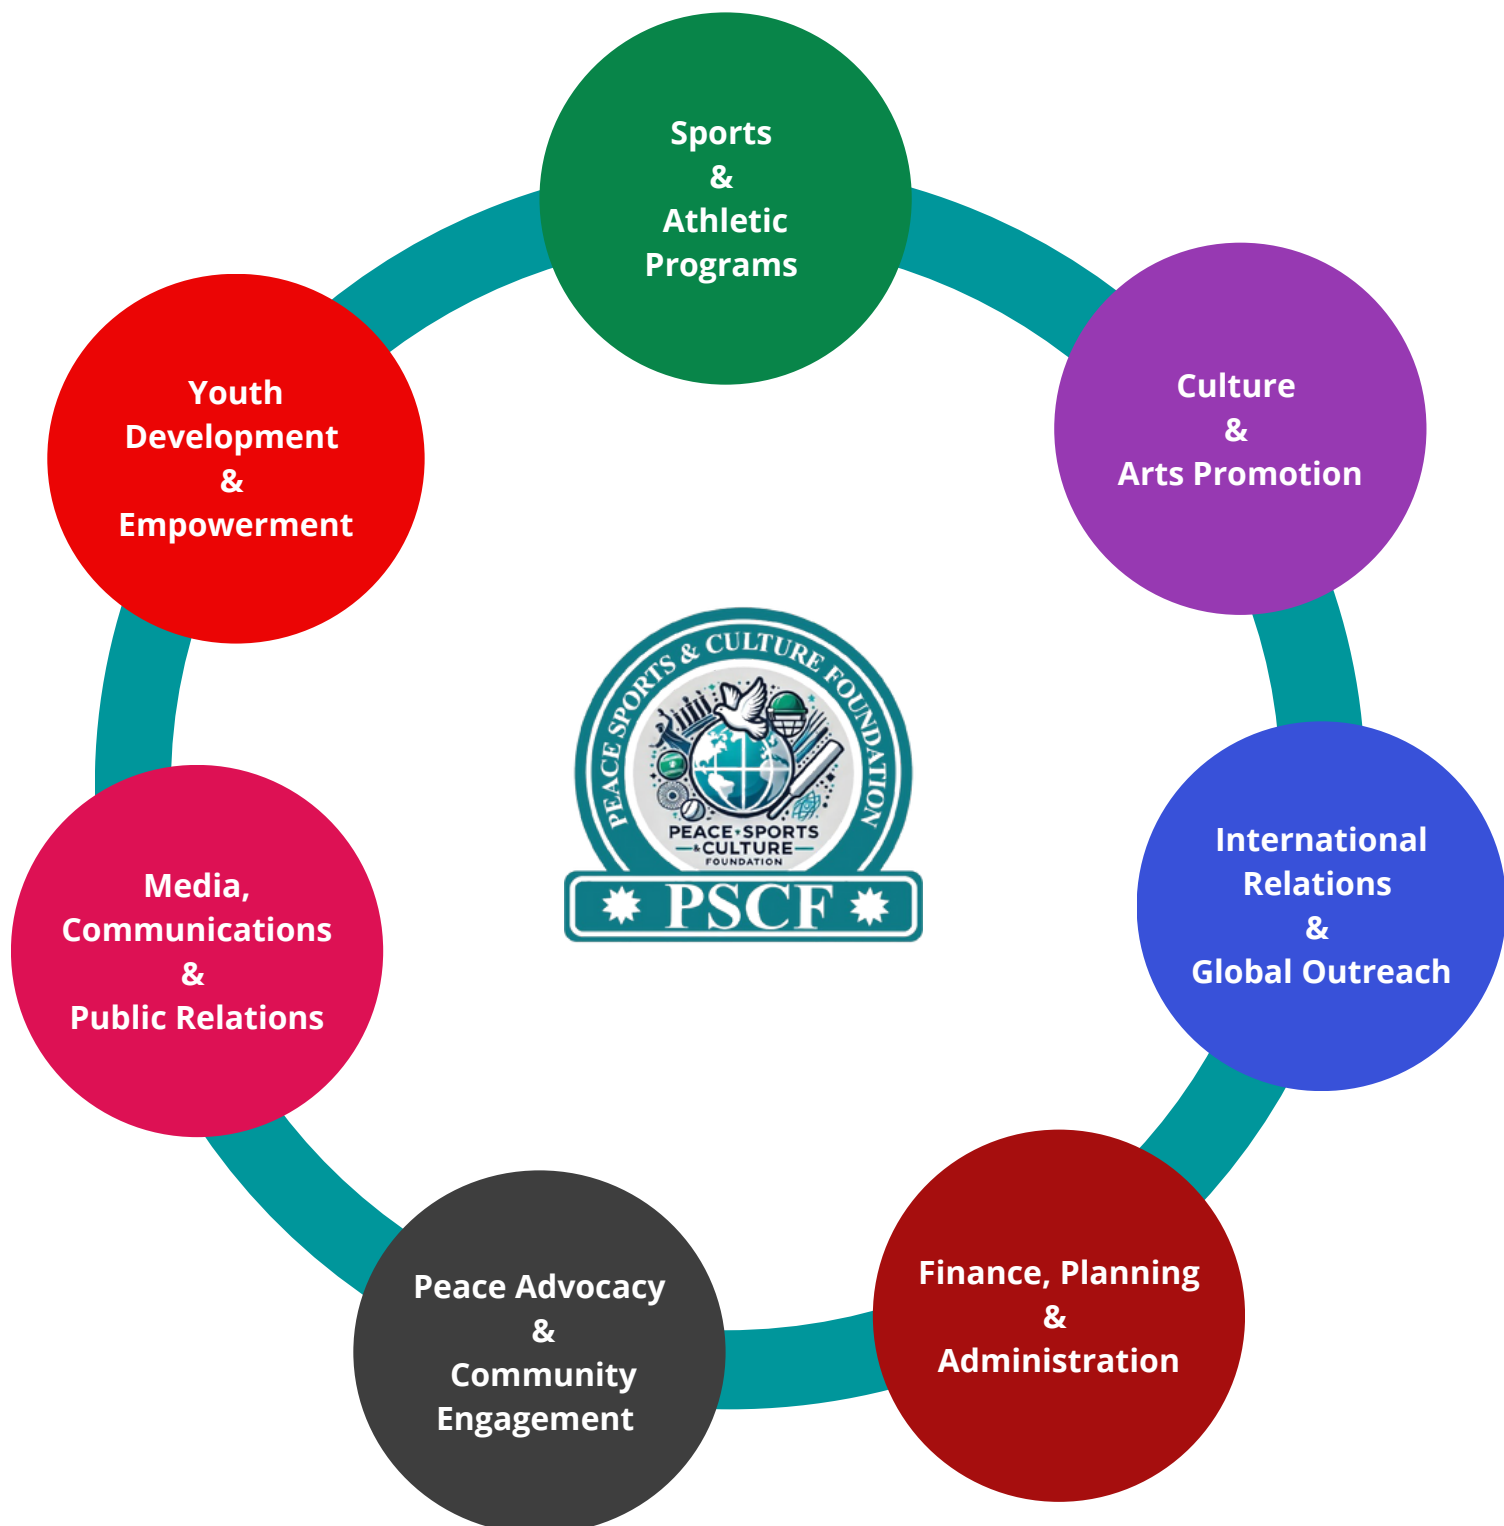 Sports
&
Athletic
Programs
Culture
&
Arts Promotion
International
Relations
&
Global Outreach
Finance, Planning
&
Administration
Peace Advocacy
&
Community
Engagement
Media,
Communications
&
Public Relations
Youth
Development
&
Empowerment
PEACE SPORTS & CULTURE FOUNDATION
PEACE SPORTS
& CULTURE
FOUNDATION
PSCF